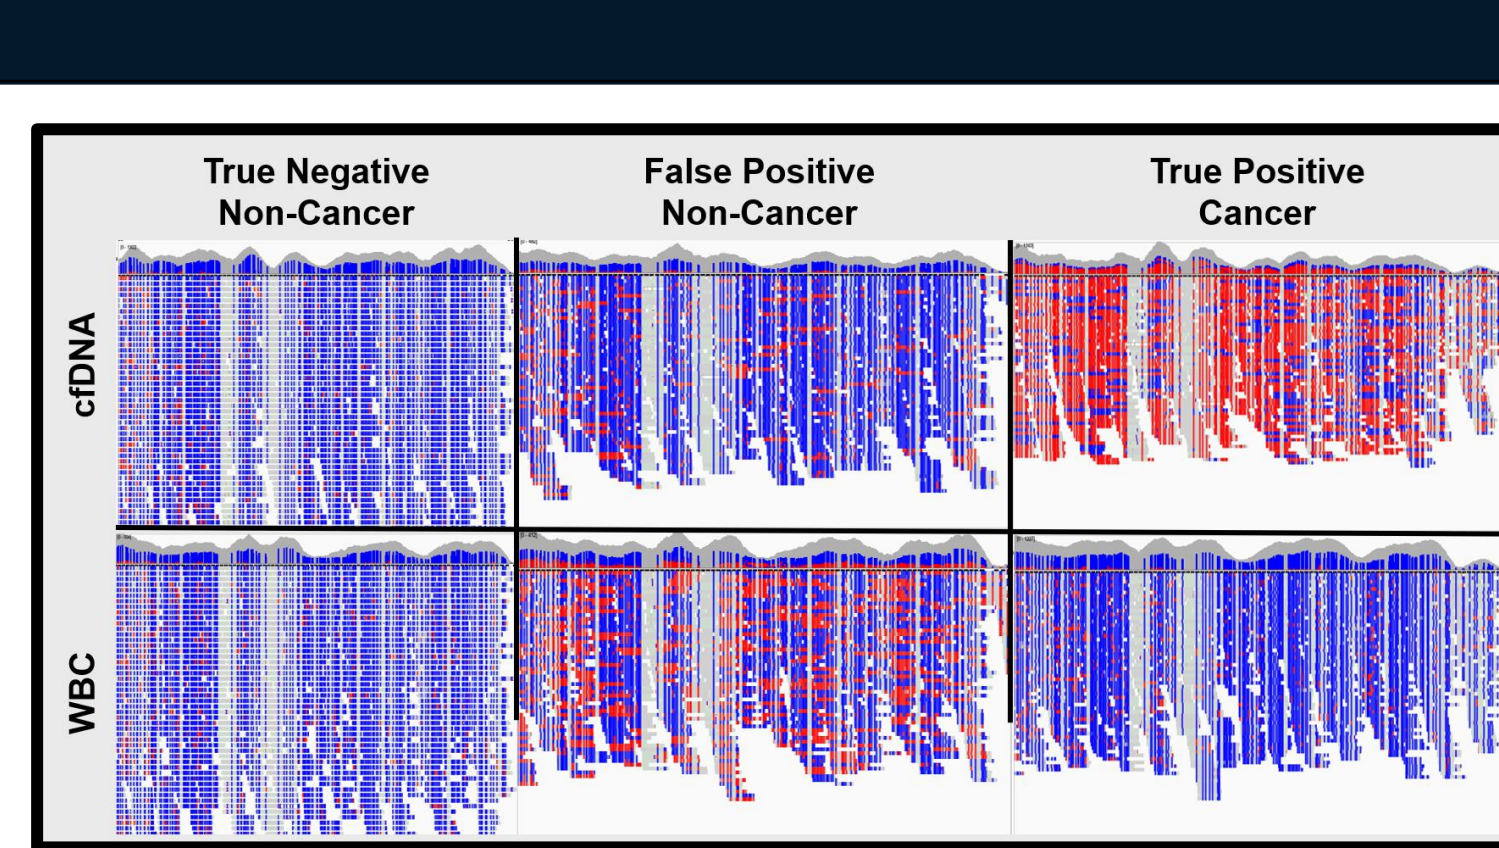 True Negative
Non-Cancer
False Positive
Non-Cancer
True Positive
Cancer
cfDNA
WBC